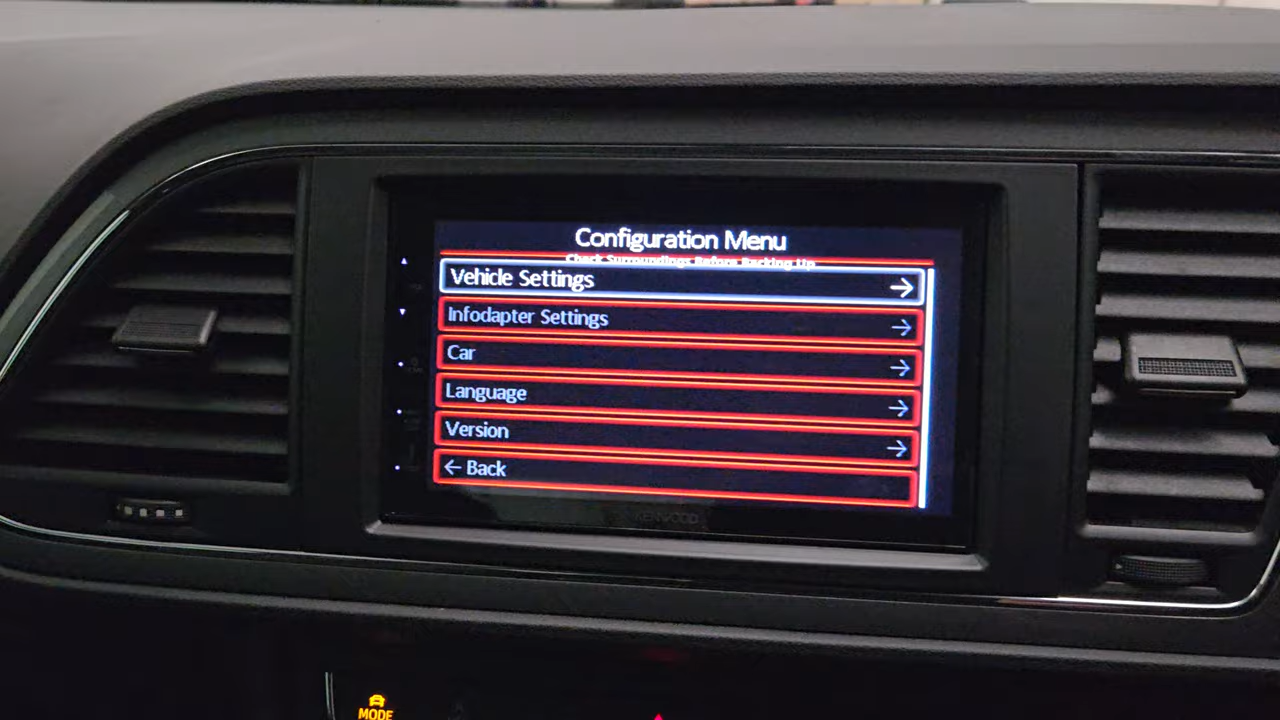 Configuration Menu
Check Surroundings Before Backing Up
Vehicle Settings
Infodapter Settings
Car
Language
Version
← Back
KENWOOD
MODE